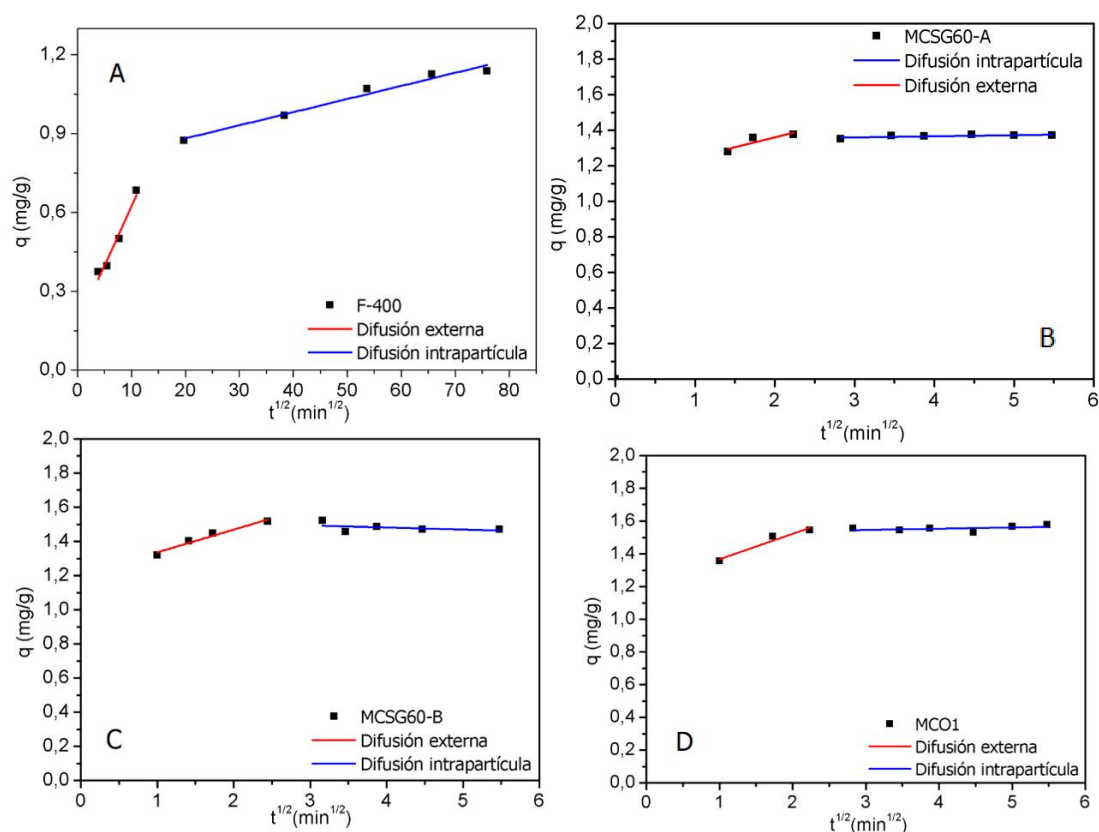 A
1,2
0,9
0,6
0,3
0,0
q (mg/g)
F-400
Difusión externa
Difusión intrapartícula
0 10 20 30 40 50 60 70 80
t^1/2(min^1/2)
2,0
1,8
1,6
1,4
1,2
1,0
0,8
0,6
0,4
0,2
0,0
q (mg/g)
MCSG60-A
Difusión intrapartícula
Difusión externa
B
0 1 2 3 4 5 6
t^1/2(min^1/2)
2,0
1,8
1,6
1,4
1,2
1,0
0,8
0,6
0,4
0,2
0,0
q (mg/g)
C
MCSG60-B
Difusión externa
Difusión intrapartícula
0 1 2 3 4 5 6
t^1/2(min^1/2)
2,0
1,8
1,6
1,4
1,2
1,0
0,8
0,6
0,4
0,2
0,0
q (mg/g)
D
MCO1
Difusión externa
Difusión intrapartícula
0 1 2 3 4 5 6
t^1/2(min^1/2)